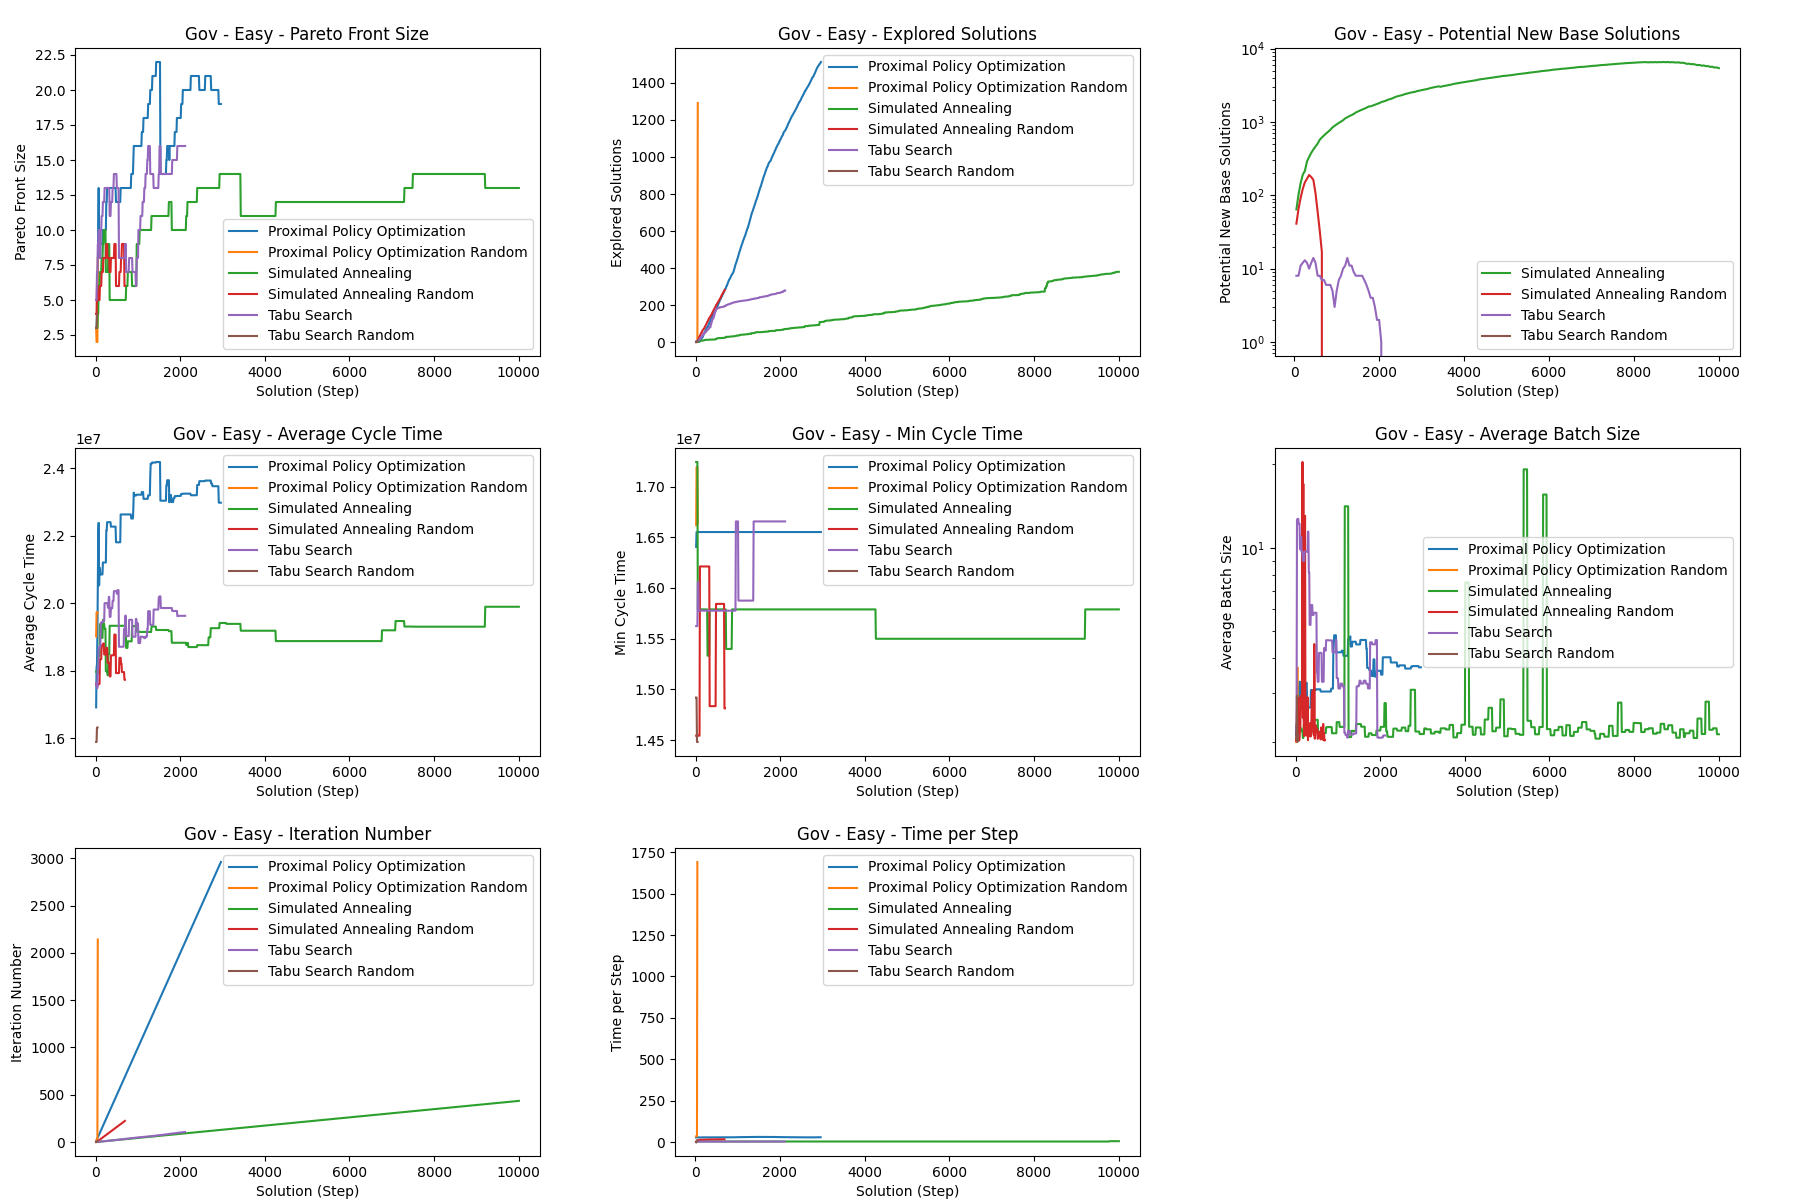 Gov - Easy - Pareto Front Size
22.5
20.0
17.5
15.0
12.5
10.0
7.5
5.0
2.5
Pareto Front Size
Proximal Policy Optimization
Proximal Policy Optimization Random
Simulated Annealing
Simulated Annealing Random
Tabu Search
Tabu Search Random
0 2000 4000 6000 8000 10000
Solution (Step)
Gov - Easy - Explored Solutions
1400
1200
1000
800
600
400
200
0
Explored Solutions
Proximal Policy Optimization
Proximal Policy Optimization Random
Simulated Annealing
Simulated Annealing Random
Tabu Search
Tabu Search Random
0 2000 4000 6000 8000 10000
Solution (Step)
Gov - Easy - Potential New Base Solutions
10^4
10^3
10^2
10^1
10^0
Potential New Base Solutions
Simulated Annealing
Simulated Annealing Random
Tabu Search
Tabu Search Random
0 2000 4000 6000 8000 10000
Solution (Step)
Gov - Easy - Average Cycle Time
1e7
2.4
2.2
2.0
1.8
1.6
Average Cycle Time
Proximal Policy Optimization
Proximal Policy Optimization Random
Simulated Annealing
Simulated Annealing Random
Tabu Search
Tabu Search Random
0 2000 4000 6000 8000 10000
Solution (Step)
Gov - Easy - Min Cycle Time
1e7
1.70
1.65
1.60
1.55
1.50
1.45
Min Cycle Time
Proximal Policy Optimization
Proximal Policy Optimization Random
Simulated Annealing
Simulated Annealing Random
Tabu Search
Tabu Search Random
0 2000 4000 6000 8000 10000
Solution (Step)
Gov - Easy - Average Batch Size
10^1
Average Batch Size
Proximal Policy Optimization
Proximal Policy Optimization Random
Simulated Annealing
Simulated Annealing Random
Tabu Search
Tabu Search Random
0 2000 4000 6000 8000 10000
Solution (Step)
Gov - Easy - Iteration Number
3000
2500
2000
1500
1000
500
0
Iteration Number
Proximal Policy Optimization
Proximal Policy Optimization Random
Simulated Annealing
Simulated Annealing Random
Tabu Search
Tabu Search Random
0 2000 4000 6000 8000 10000
Solution (Step)
Gov - Easy - Time per Step
1750
1500
1250
1000
750
500
250
0
Time per Step
Proximal Policy Optimization
Proximal Policy Optimization Random
Simulated Annealing
Simulated Annealing Random
Tabu Search
Tabu Search Random
0 2000 4000 6000 8000 10000
Solution (Step)